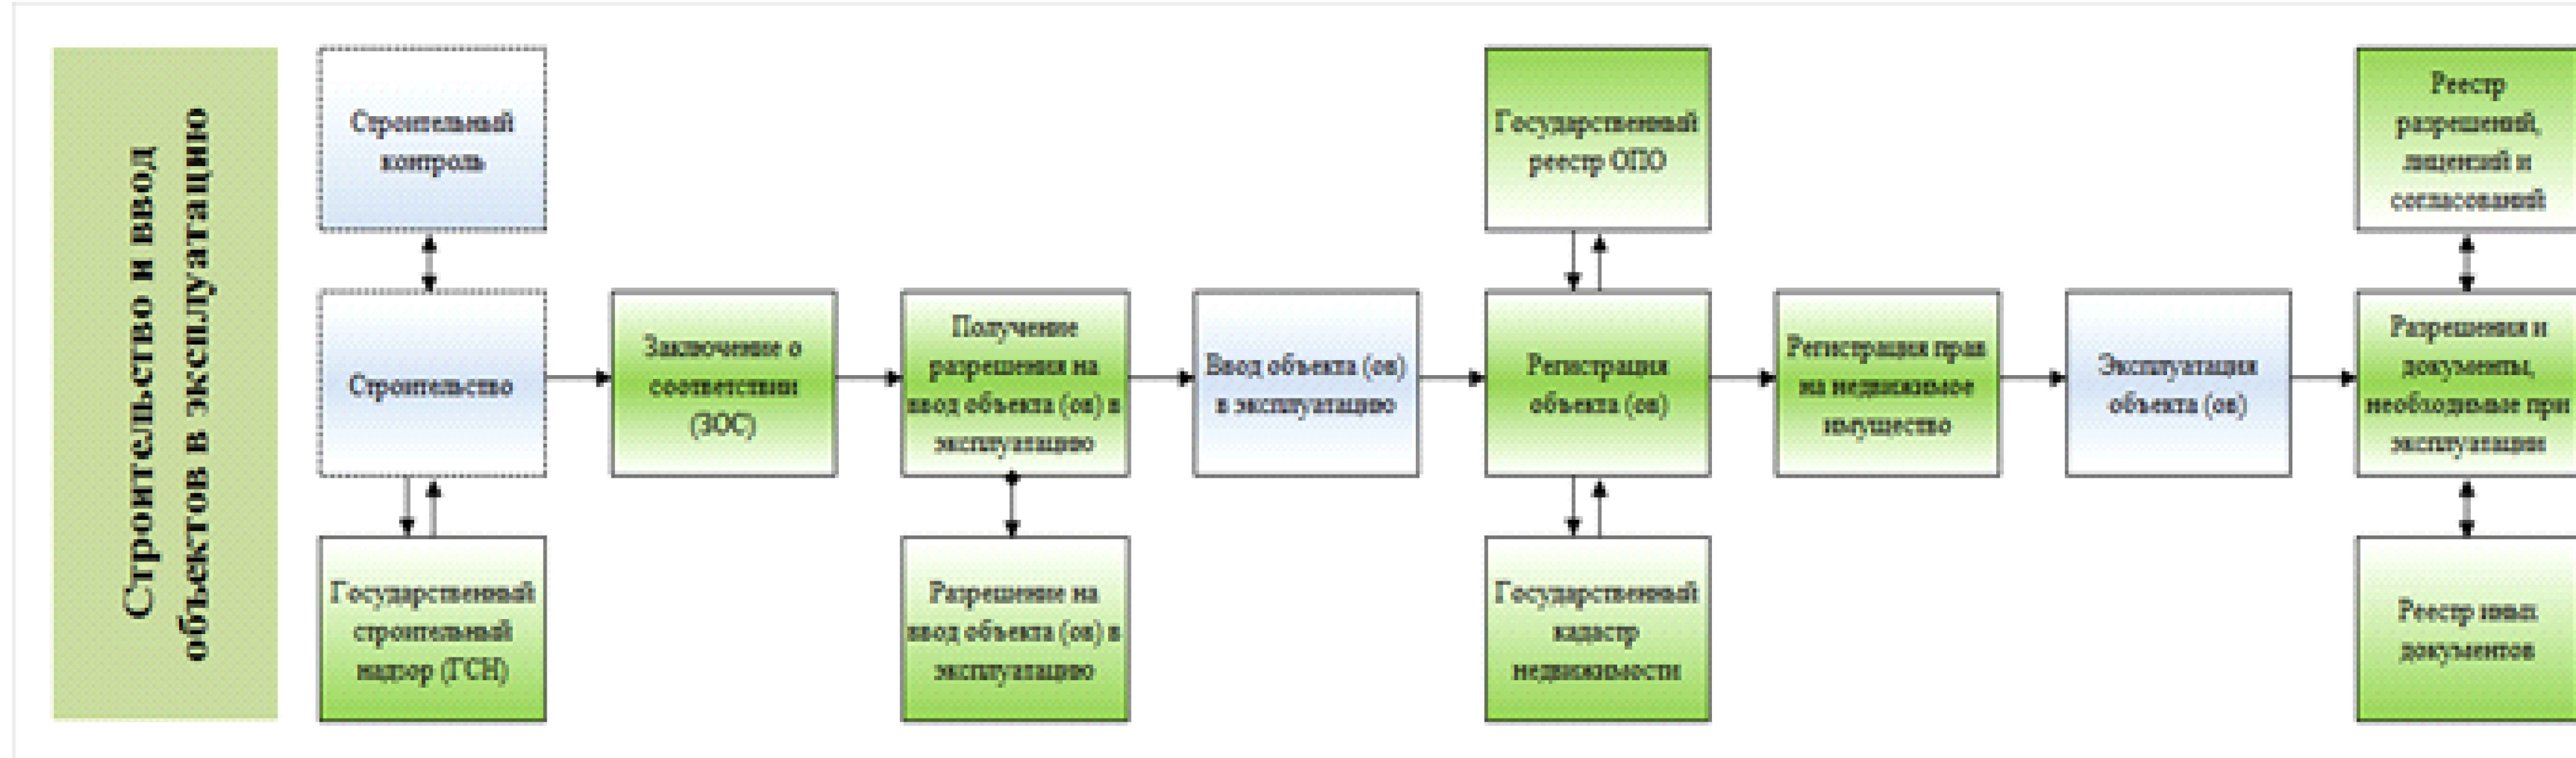 Строительство и ввод
объектов в эксплуатацию
Строительный
контроль
Строительство
Государственный
строительный
надзор (ГСН)
Заключение о
соответствии
(ЗОС)
Получение
разрешения на
ввод объекта (ов) в
эксплуатацию
Разрешение на
ввод объекта (ов) в
эксплуатацию
Ввод объекта (ов)
в эксплуатацию
Государственный
реестр ОПО
Регистрация
объекта (ов)
Государственный
кадастр
недвижимости
Регистрация прав
на недвижимое
имущество
Эксплуатация
объекта (ов)
Реестр
разрешений,
лицензий и
согласований
Разрешения и
документы,
необходимые при
эксплуатации
Реестр иных
документов